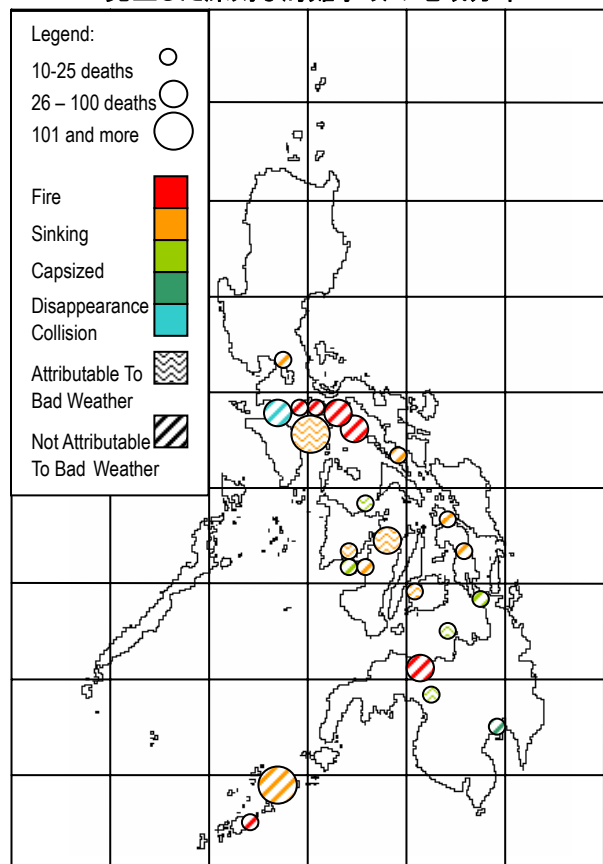 Legend:
10-25 deaths
26 – 100 deaths
101 and more
Fire
Sinking
Capsized
Disappearance
Collision
Attributable To
Bad Weather
Not Attributable
To Bad Weather